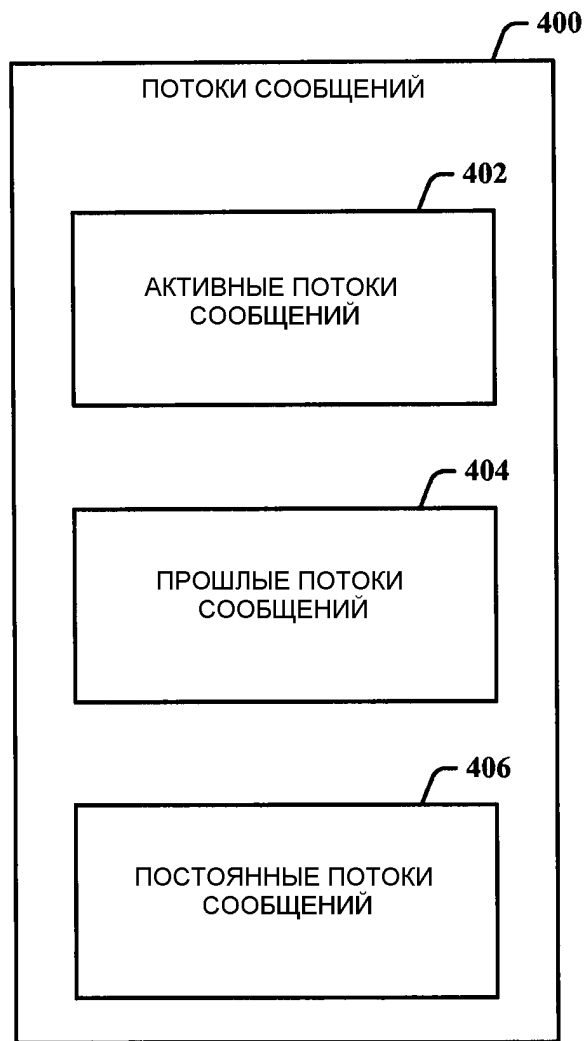 400
ПОТОКИ СООБЩЕНИЙ
402
АКТИВНЫЕ ПОТОКИ
СООБЩЕНИЙ
404
ПРОШЛЫЕ ПОТОКИ
СООБЩЕНИЙ
406
ПОСТОЯННЫЕ ПОТОКИ
СООБЩЕНИЙ